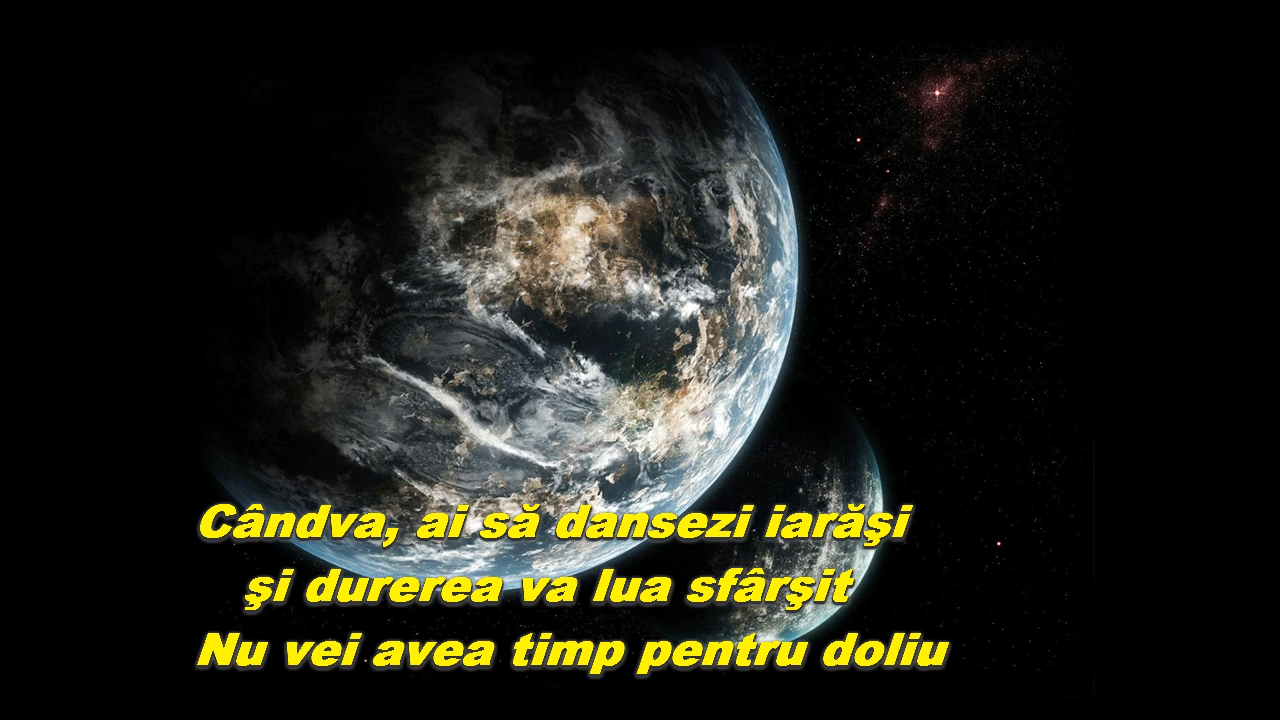 Cândva, ai să dansezi iarăşi
şi durerea va lua sfârşit
Nu vei avea timp pentru doliu